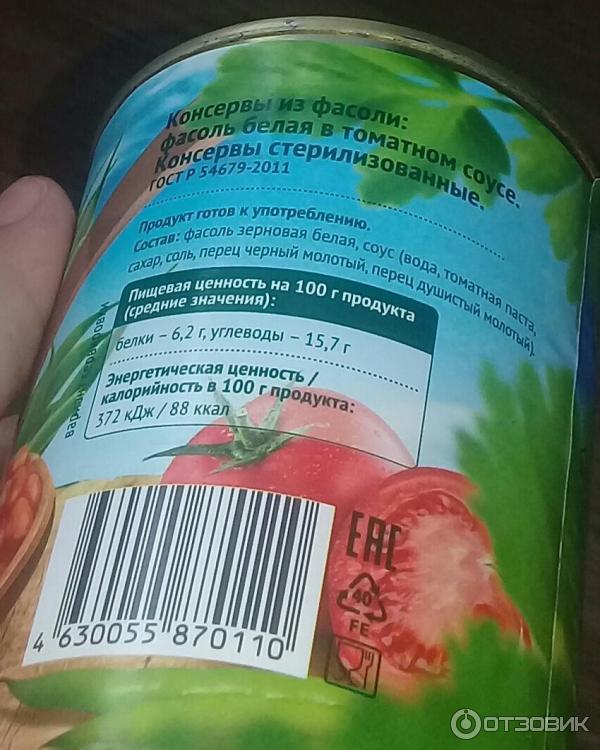 Консервы из фасоли:
фасоль белая в томатном соусе.
Консервы стерилизованные.
ГОСТ Р 54679-2011
Продукт готов к употреблению.
Состав: фасоль зерновая белая, соус (вода, томатная паста,
сахар, соль, перец черный молотый, перец душистый молотый).
Пищевая ценность на 100 г продукта
(средние значения):
белки – 6,2 г, углеводы – 15,7 г
Энергетическая ценность /
калорийность в 100 г продукта:
372 кДж / 88 ккал
вариант сервировки
4 630055 870110
EAC
40
FE
ОТЗОВИК